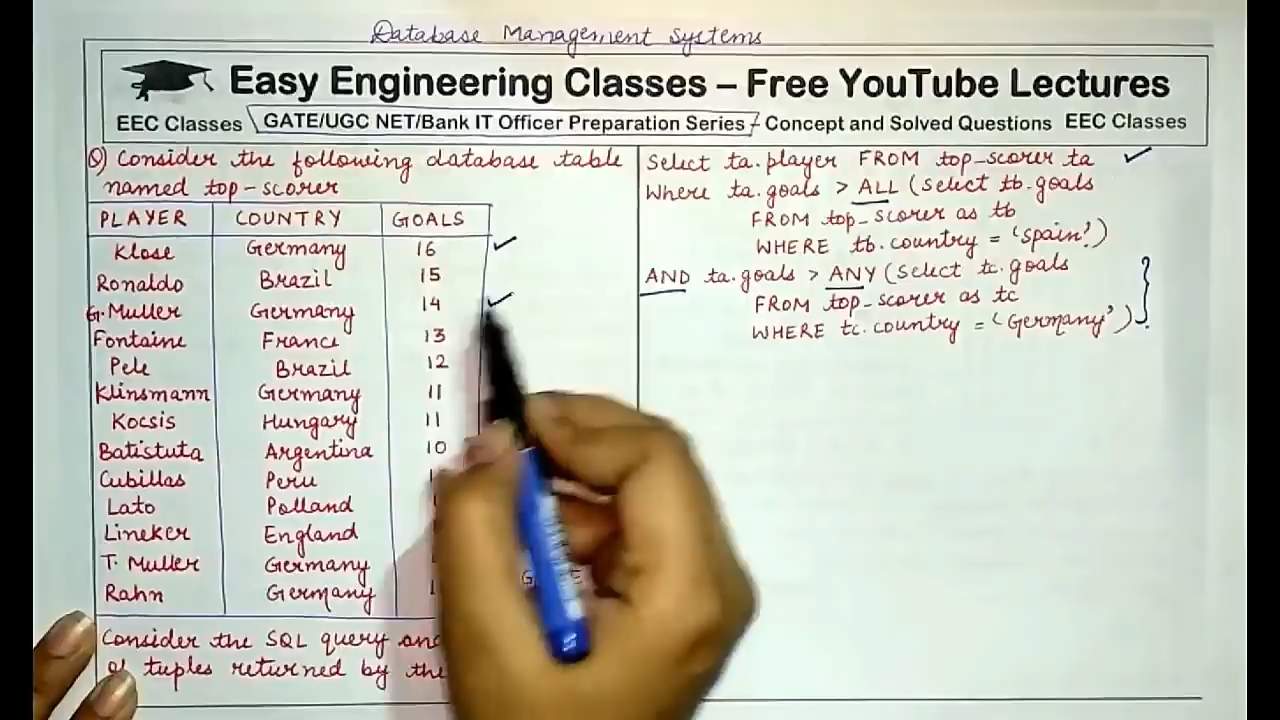 Database Management Systems
Easy Engineering Classes – Free YouTube Lectures
EEC Classes GATE/UGC NET/Bank IT Officer Preparation Series – Concept and Solved Questions EEC Classes
Q) Consider the following database table
named top-scorer
PLAYER COUNTRY GOALS
Klose Germany 16
Ronaldo Brazil 15
G. Muller Germany 14
Fontaine France 13
Pele Brazil 12
Klinsmann Germany 11
Kocsis Hungary 11
Batistuta Argentina 10
Cubillas Peru
Lato Polland
Lineker England
T. Muller Germany
Rahn Germany
Consider the SQL query and
of tuples returned by the
Select ta.player FROM top-scorer ta
Where ta.goals > ALL (Select tb.goals
FROM top-scorer as tb
WHERE tb.country = 'Spain')
AND ta.goals > ANY (Select tc.goals
FROM top-scorer as tc
WHERE tc.country = 'Germany')